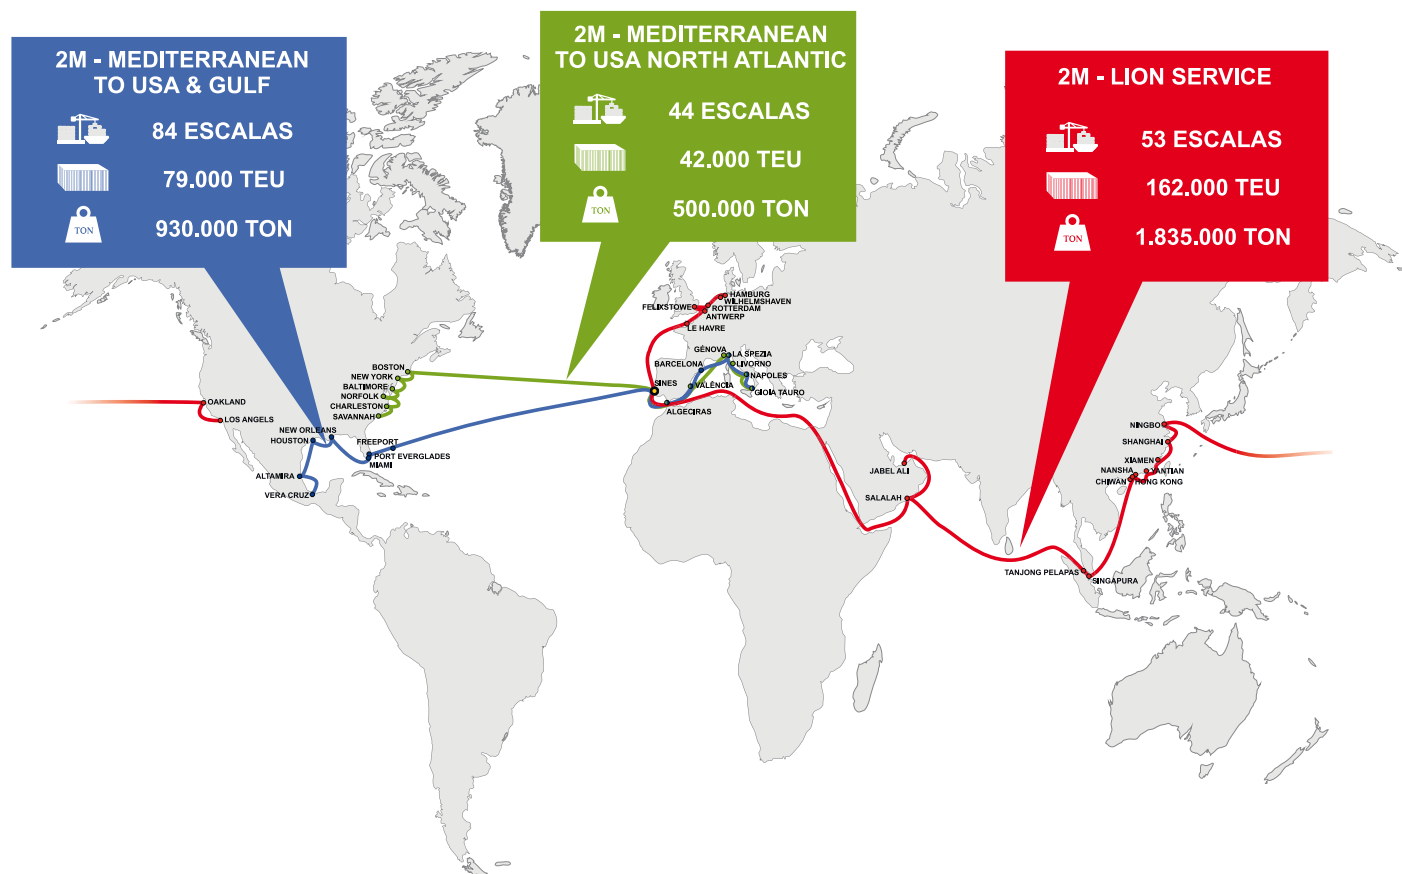 2M - MEDITERRANEAN
TO USA & GULF
84 ESCALAS
79.000 TEU
TON
930.000 TON
2M - MEDITERRANEAN
TO USA NORTH ATLANTIC
44 ESCALAS
42.000 TEU
TON
500.000 TON
2M - LION SERVICE
53 ESCALAS
162.000 TEU
TON
1.835.000 TON
HAMBURG
WILHELMSHAVEN
FELIXSTOWE
ROTTERDAM
ANTWERP
LE HAVRE
GÉNOVA
LA SPEZIA
BARCELONA
LIVORNO
NAPOLES
SINES
VALÊNCIA
GIOIA TAURO
ALGECIRAS
BOSTON
NEW YORK
BALTIMORE
NORFOLK
CHARLESTON
SAVANNAH
OAKLAND
LOS ANGELS
NEW ORLEANS
HOUSTON
FREEPORT
PORT EVERGLADES
MIAMI
ALTAMIRA
VERA CRUZ
JABEL ALI
SALALAH
NINGBO
SHANGHAI
XIAMEN
NANSHA
YANTIAN
CHIWAN
HONG KONG
TANJONG PELAPAS
SINGAPURA